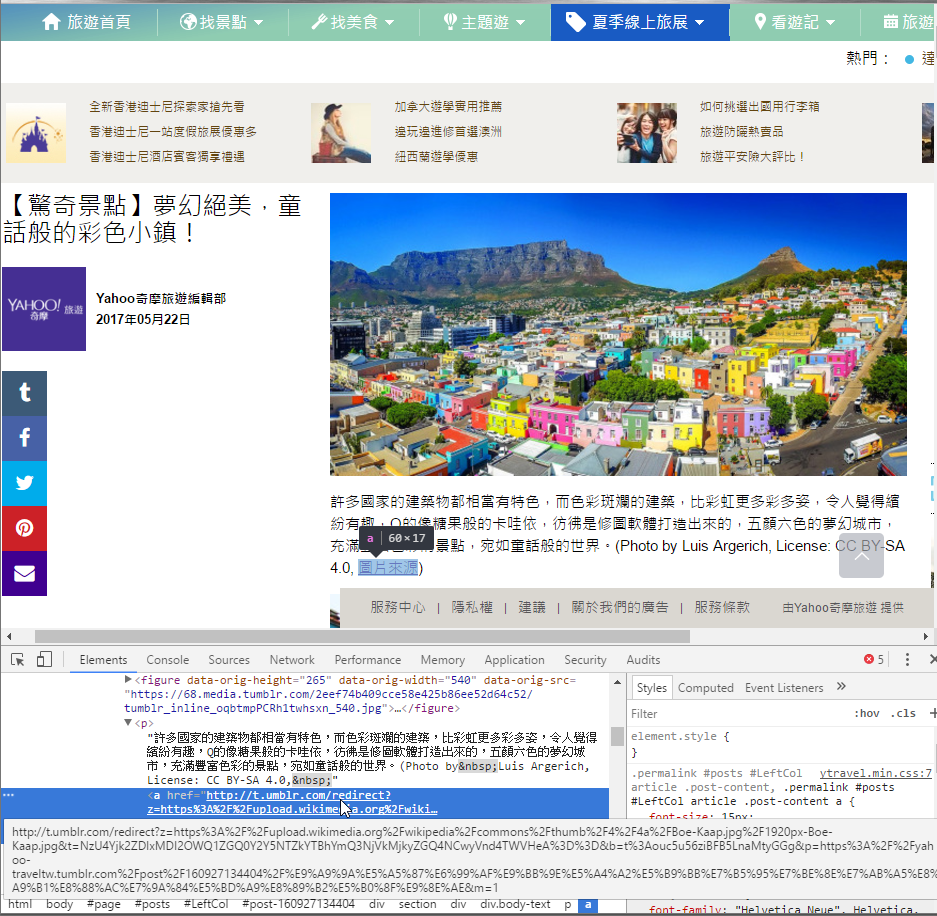 旅遊首頁 找景點 找美食 主題遊 夏季線上旅展 看遊記 旅遊
熱門： 達
全新香港迪士尼探索家搶先看
香港迪士尼一站度假旅展優惠多
香港迪士尼酒店賓客獨享禮遇
加拿大遊學實用推薦
邊玩邊進修首選澳洲
紐西蘭遊學優惠
如何挑選出國用行李箱
旅遊防曬熱賣品
旅遊平安險大評比！
【驚奇景點】夢幻絕美，童
話般的彩色小鎮！
YAHOO! 旅遊
奇摩
Yahoo奇摩旅遊編輯部
2017年05月22日
許多國家的建築物都相當有特色，而色彩斑斕的建築，比彩虹更多彩多姿，令人覺得繽
紛有趣，Q的像糖果般的卡哇依，彷彿是修圖軟體打造出來的，五顏六色的夢幻城市，
充滿豐富色彩的景點，宛如童話般的世界。(Photo by Luis Argerich, License: CC BY-SA
4.0, 圖片來源)
a 60×17
服務中心 | 隱私權 | 建議 | 關於我們的廣告 | 服務條款 由Yahoo奇摩旅遊 提供
Elements Console Sources Network Performance Memory Application Security Audits 5
<figure data-orig-height="265" data-orig-width="540" data-orig-src=
"https://68.media.tumblr.com/2eef74b409cce58e425b86ee52d64c52/
tumblr_inline_oqbtmpPCRh1twhsxn_540.jpg">…</figure>
<p>
"許多國家的建築物都相當有特色，而色彩斑斕的建築，比彩虹更多彩多姿，令人覺得
繽紛有趣，Q的像糖果般的卡哇依，彷彿是修圖軟體打造出來的，五顏六色的夢幻城
市，充滿豐富色彩的景點，宛如童話般的世界。(Photo by&nbsp;Luis Argerich,
License: CC BY-SA 4.0,&nbsp;"
<a href="http://t.tumblr.com/redirect?
z=https%3A%2F%2Fupload.wikimedia.org%2Fwiki…
Styles Computed Event Listeners »
Filter :hov .cls +
element.style {
}
.permalink #posts #LeftCol ytravel.min.css:7
article .post-content, .permalink #posts
#LeftCol article .post-content a {
font-size: 15px;
http://t.tumblr.com/redirect?z=https%3A%2F%2Fupload.wikimedia.org%2Fwikipedia%2Fcommons%2Fthumb%2F4%2F4a%2FBoe-Kaap.jpg%2F1920px-Boe-
Kaap.jpg&t=NzU4Yjk2ZDIxMDI2OWQ1ZGQ0Y2Y5NTZkYTBhYmQ3NjVkMjkyZGQ4NCwyVnd4TWVHeA%3D%3D&b=t%3Aouc5u56ziBFB5LnaMtyGGg&p=https%3A%2F%2Fyaho-
traveltw.tumblr.com%2Fpost%2F160927134404%2F%E9%A9%9A%E5%A5%87%E6%99%AF%E9%BB%9E%E5%A4%A2%E5%B9%BB%E7%B5%95%E7%BE%8E%E7%AB%A5%E8%A9%B1%E8%88%AC%E7%9A%84%E5%BD%A9%E8%89%B2%E5%B0%8F%E9%8E%AE&m=1
html body #page #posts #LeftCol #post-160927134404 div section div div.body-text p a
font-family: "Helvetica Neue", Helvetica,